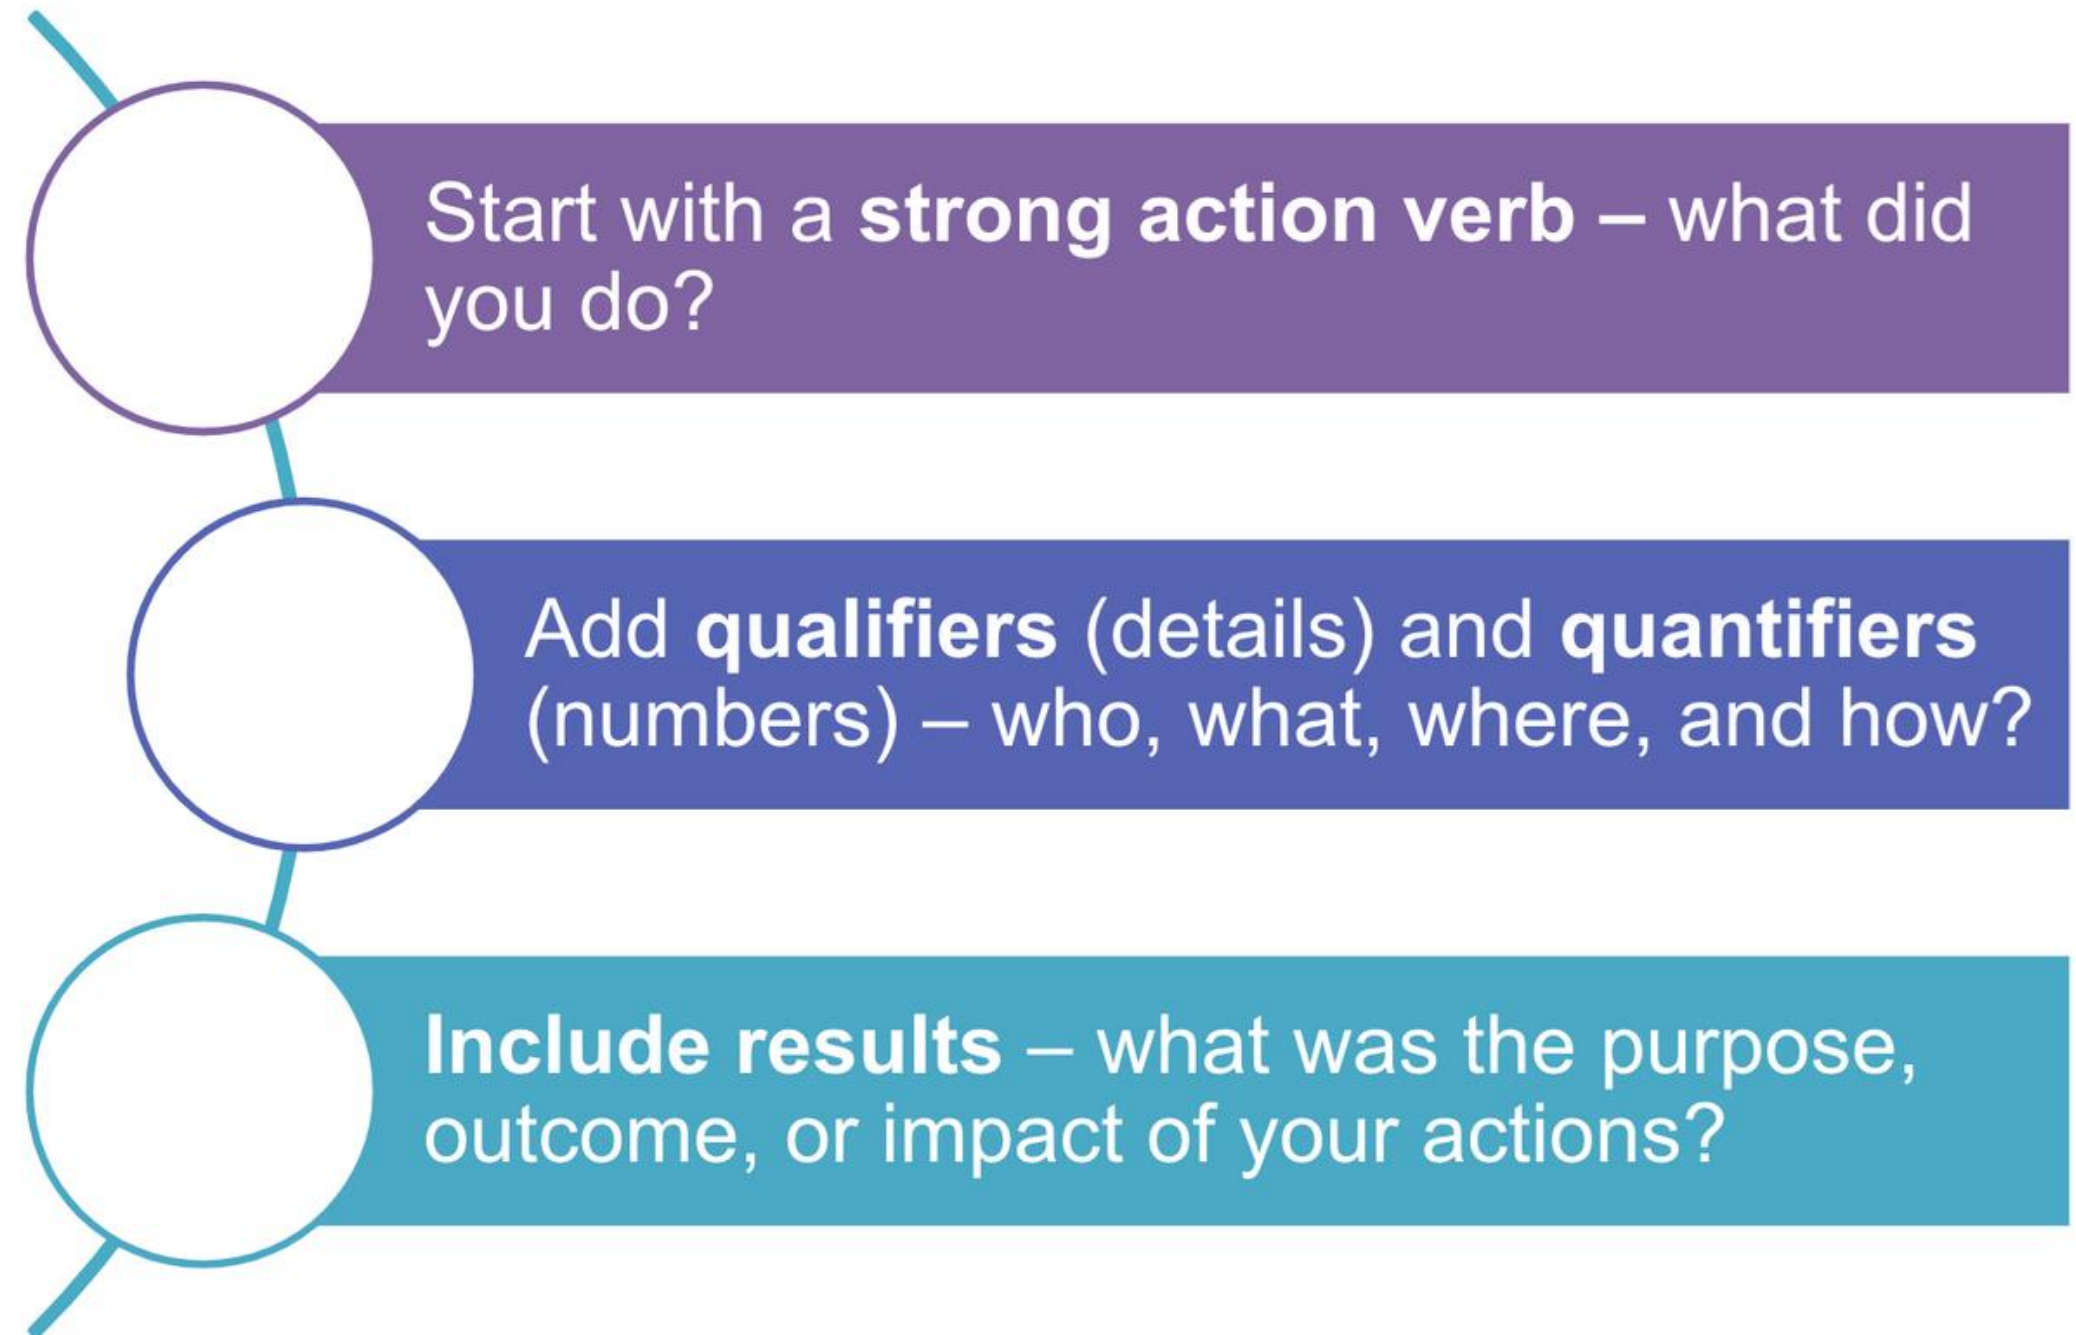 Start with a strong action verb – what did
you do?
Add qualifiers (details) and quantifiers
(numbers) – who, what, where, and how?
Include results – what was the purpose,
outcome, or impact of your actions?